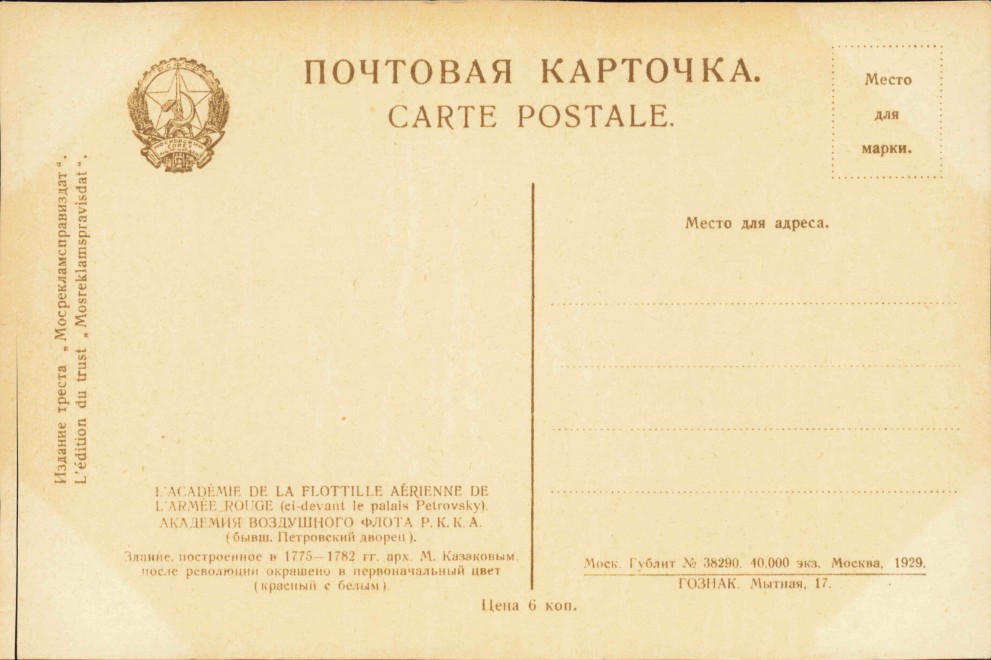 ПОЧТОВАЯ КАРТОЧКА.
CARTE POSTALE.
Место
для
марки.
Издание треста „Мосрекламсправиздат“.
L'édition du trust „Mosreklamspravisdat“.
Место для адреса.
L'ACADÉMIE DE LA FLOTTILLE AÉRIENNE DE
L'ARMÉE ROUGE (ci-devant le palais Petrovsky).
АКАДЕМИЯ ВОЗДУШНОГО ФЛОТА Р. К. К. А.
(бывш. Петровский дворец).
Здание, построенное в 1775—1782 гг. арх. М. Казаковым,
после революции окрашено в первоначальный цвет
(красный с белым).
Цена 6 коп.
Моск. Гублит № 38290. 40.000 экз. Москва, 1929.
ГОЗНАК. Мытная, 17.